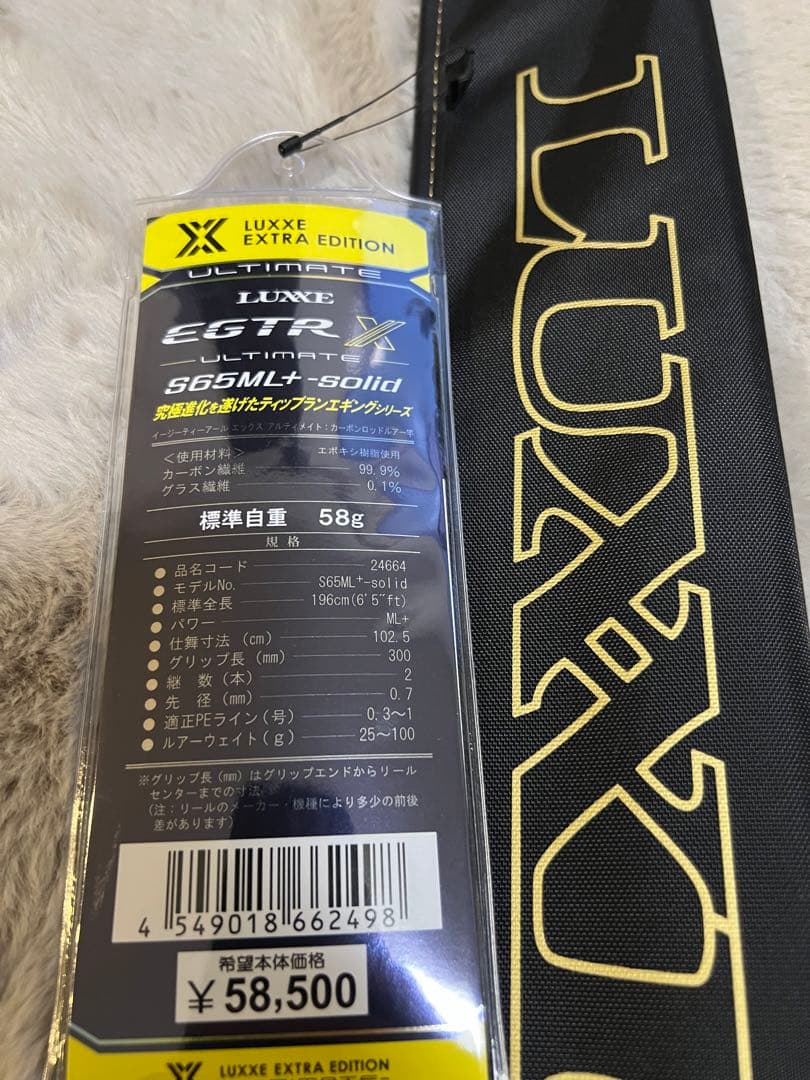 LUXXE
EXTRA EDITION
ULTIMATE
LUXXE
EGTR X
ULTIMATE
S65ML+-solid
究極進化を遂げたティップランエギングシリーズ
イージーティーアール エックス アルティメイト：カーボンロッドルアー竿
＜使用材料＞ エポキシ樹脂使用
カーボン繊維 99.9%
グラス繊維 0.1%
標準自重 58g
規格
● 品名コード 24664
● モデルNo. S65ML+-solid
● 標準全長 196cm(6'5"ft)
● パワー ML+
● 仕舞寸法（cm） 102.5
● グリップ長（mm） 300
● 継 数（本） 2
● 先 径（mm） 0.7
● 適正PEライン（号） 0.3〜1
● ルアーウェイト（g） 25〜100
※グリップ長（mm）はグリップエンドからリール
センターまでの寸法
（注：リールのメーカー・機種により多少の前後
差があります）
4 549018 662498
希望本体価格
¥ 58,500
LUXXE EXTRA EDITION
LUXX